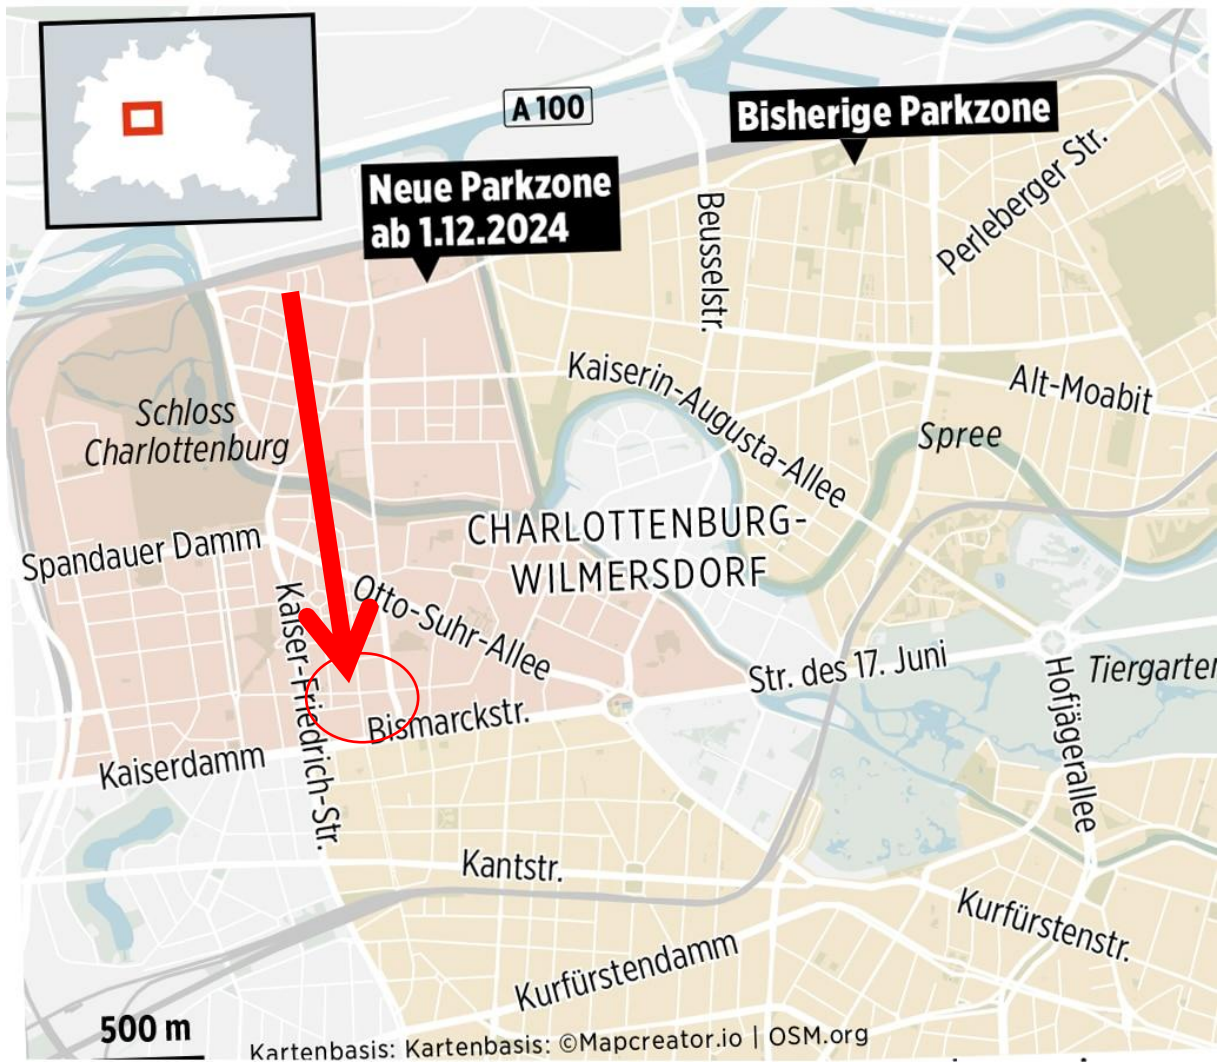 A 100
Bisherige Parkzone
Neue Parkzone
ab 1.12.2024
Beusselstr.
Perleberger Str.
Kaiserin-Augusta-Allee
Alt-Moabit
Schloss
Charlottenburg
Spree
CHARLOTTENBURG-
WILMERSDORF
Spandauer Damm
Otto-Suhr-Allee
Kaiser-Friedrich-Str.
Str. des 17. Juni
Hofjägerallee
Tiergarten
Bismarckstr.
Kaiserdamm
Kantstr.
Kurfürstenstr.
Kurfürstendamm
500 m
Kartenbasis: Kartenbasis: ©Mapcreator.io | OSM.org